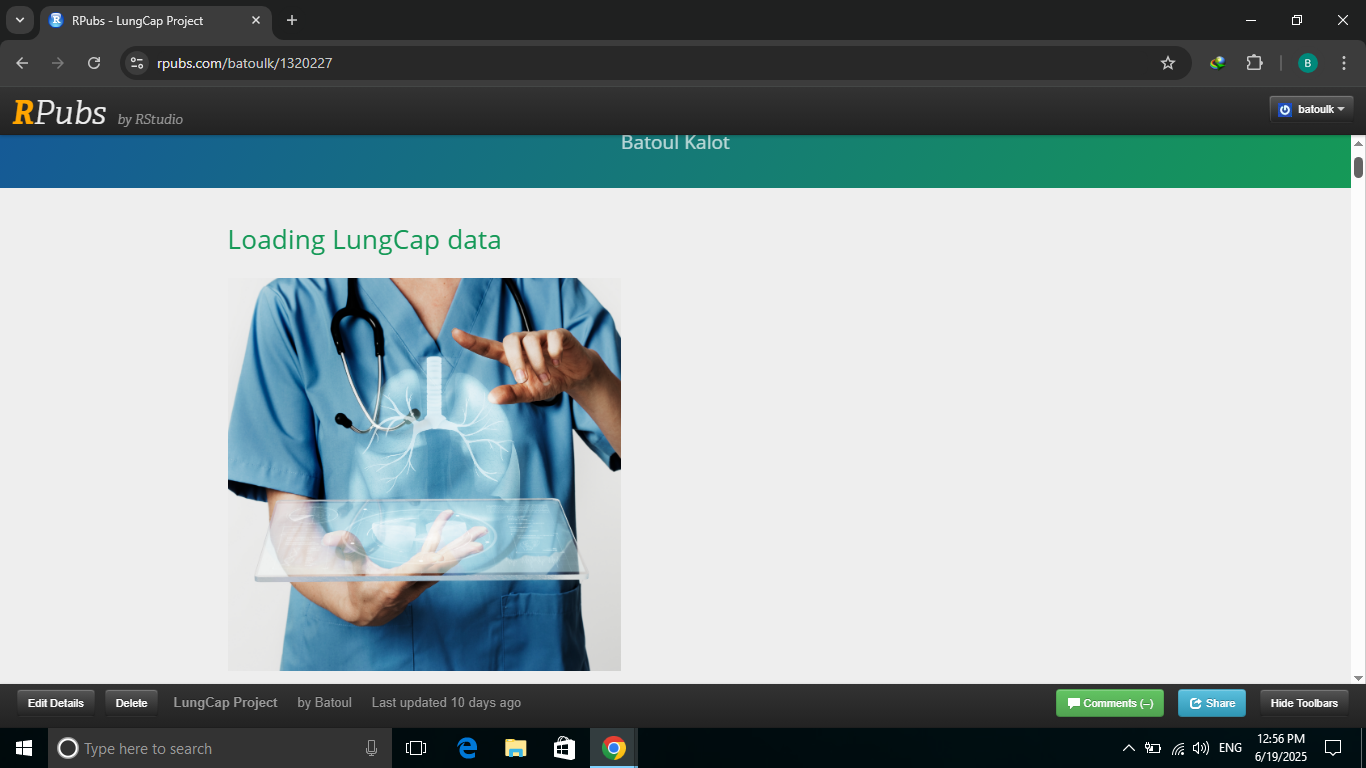 RPubs - LungCap Project
rpubs.com/batoulk/1320227
B
RPubs by RStudio
batoulk
Batoul Kalot
Loading LungCap data
Edit Details
Delete
LungCap Project
by Batoul
Last updated 10 days ago
Comments (–)
Share
Hide Toolbars
Type here to search
ENG
12:56 PM
6/19/2025